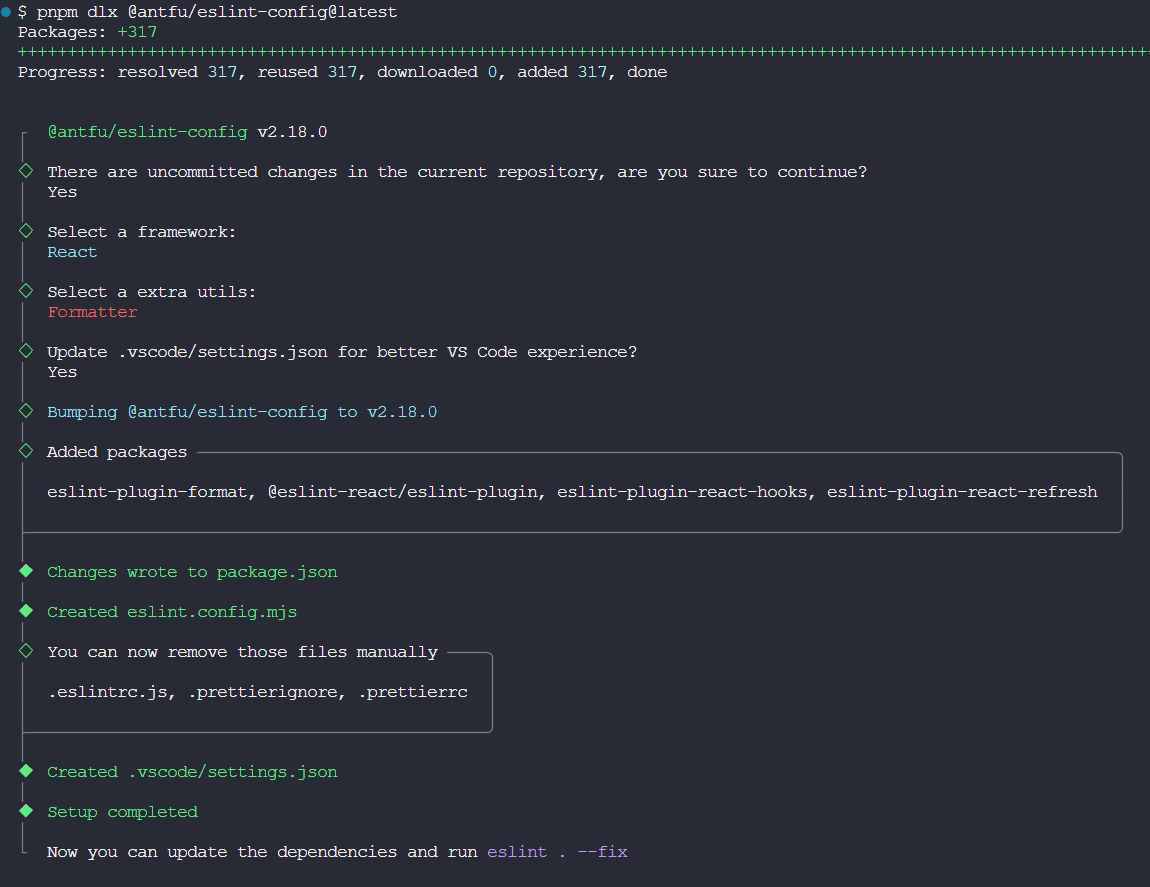 $ pnpm dlx @antfu/eslint-config@latest
Packages: +317
++++++++++++++++++++++++++++++++++++++++++++++++++++++++++++++++++++++++++++++++++++++++++++++++++++++++++++++++++
Progress: resolved 317, reused 317, downloaded 0, added 317, done
@antfu/eslint-config v2.18.0
There are uncommitted changes in the current repository, are you sure to continue?
Yes
Select a framework:
React
Select a extra utils:
Formatter
Update .vscode/settings.json for better VS Code experience?
Yes
Bumping @antfu/eslint-config to v2.18.0
Added packages
eslint-plugin-format, @eslint-react/eslint-plugin, eslint-plugin-react-hooks, eslint-plugin-react-refresh
Changes wrote to package.json
Created eslint.config.mjs
You can now remove those files manually
.eslintrc.js, .prettierignore, .prettierrc
Created .vscode/settings.json
Setup completed
Now you can update the dependencies and run eslint . --fix